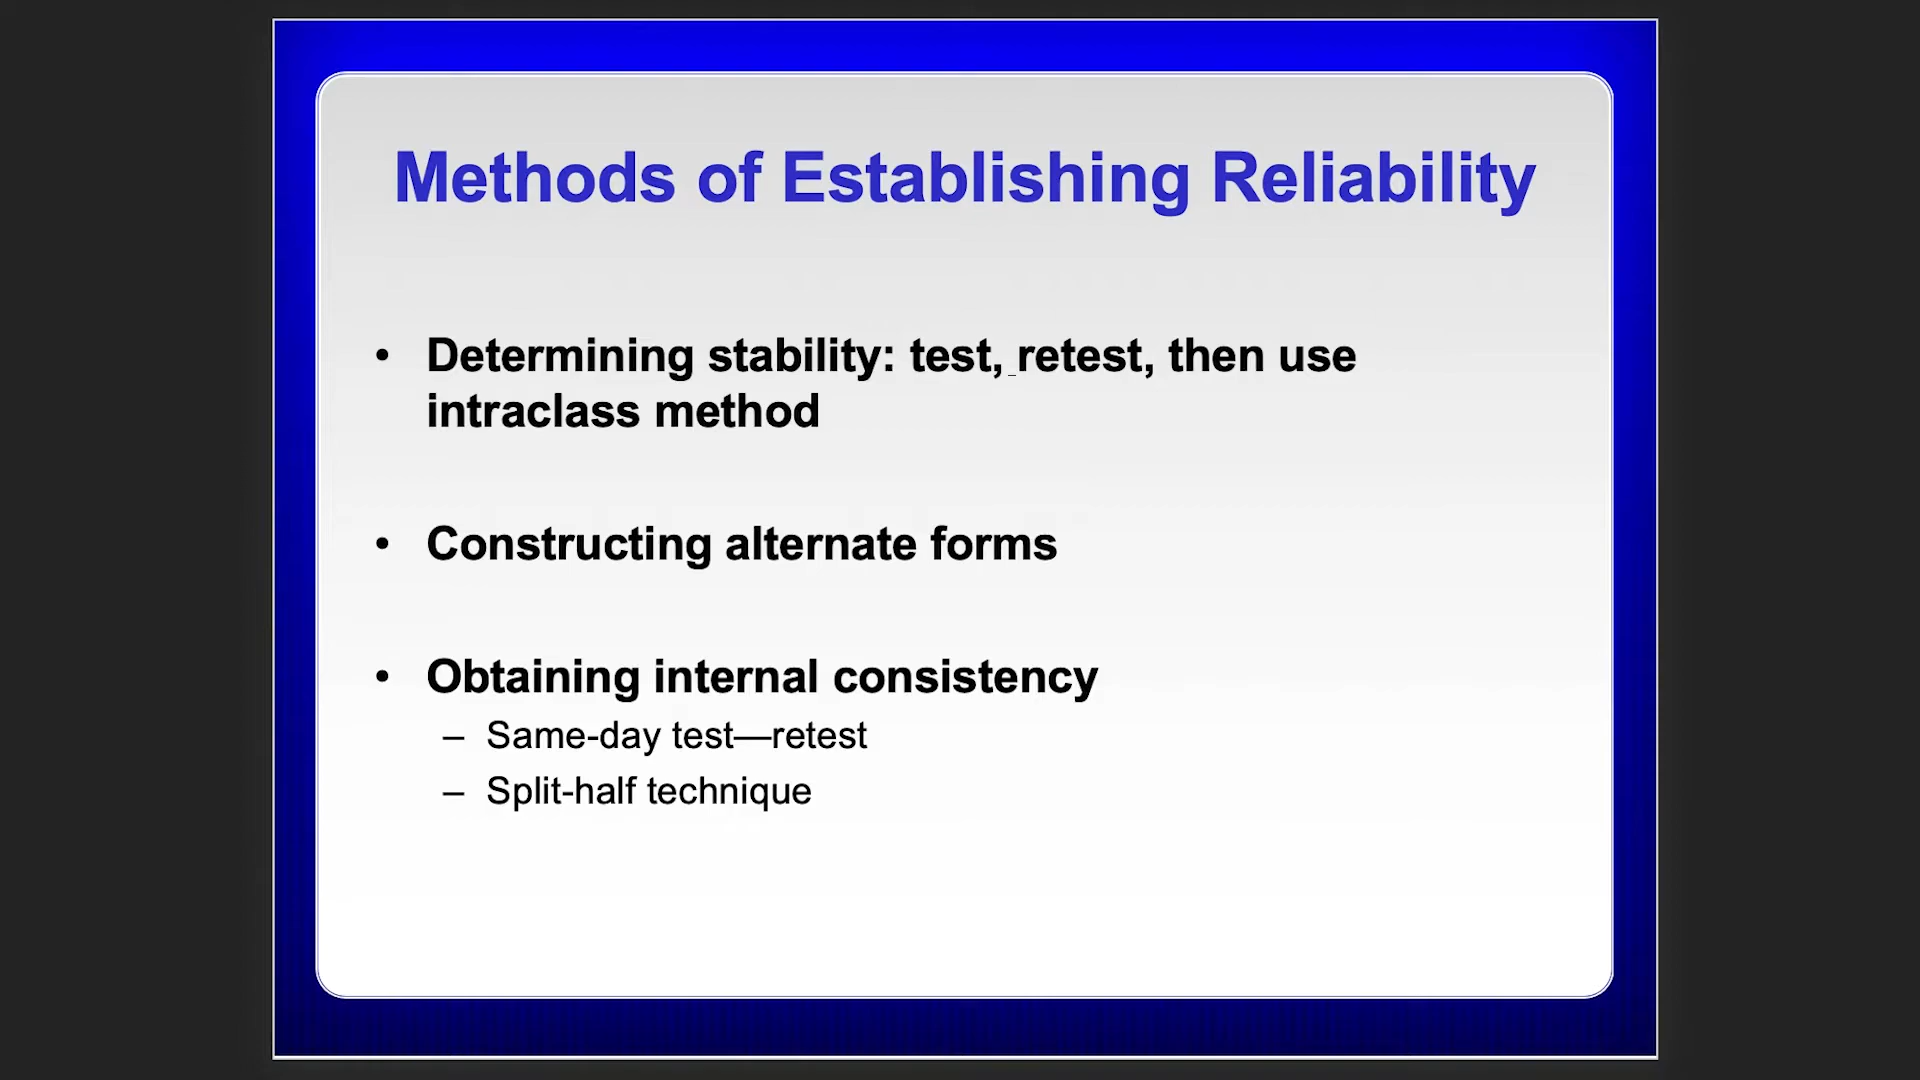 Methods of Establishing Reliability
• Determining stability: test, retest, then use
intraclass method
• Constructing alternate forms
• Obtaining internal consistency
– Same-day test—retest
– Split-half technique